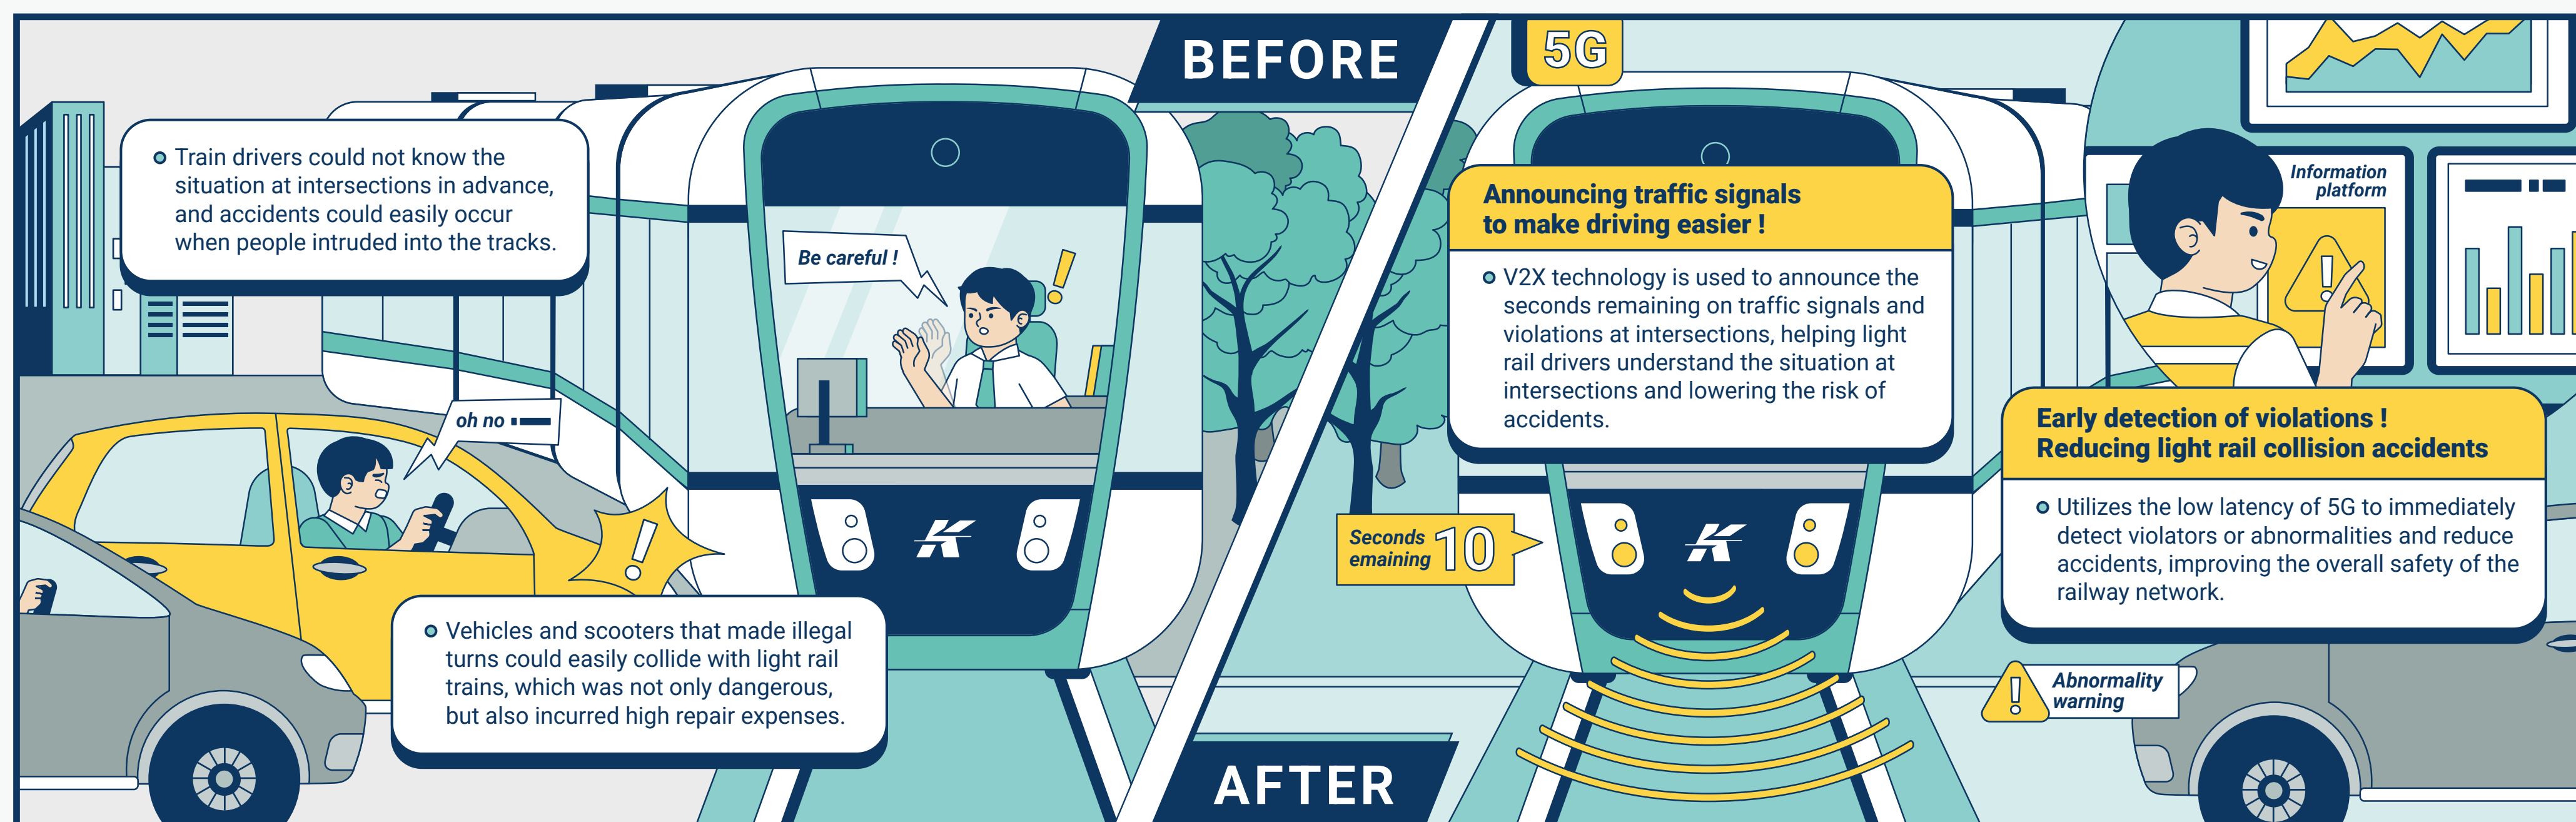 BEFORE
Train drivers could not know the
situation at intersections in advance,
and accidents could easily occur
when people intruded into the tracks.
Be careful !
oh no
Vehicles and scooters that made illegal
turns could easily collide with light rail
trains, which was not only dangerous,
but also incurred high repair expenses.
AFTER
5G
Announcing traffic signals
to make driving easier !
V2X technology is used to announce the
seconds remaining on traffic signals and
violations at intersections, helping light
rail drivers understand the situation at
intersections and lowering the risk of
accidents.
Seconds
emaining
10
Information
platform
Early detection of violations !
Reducing light rail collision accidents
Utilizes the low latency of 5G to immediately
detect violators or abnormalities and reduce
accidents, improving the overall safety of the
railway network.
Abnormality
warning